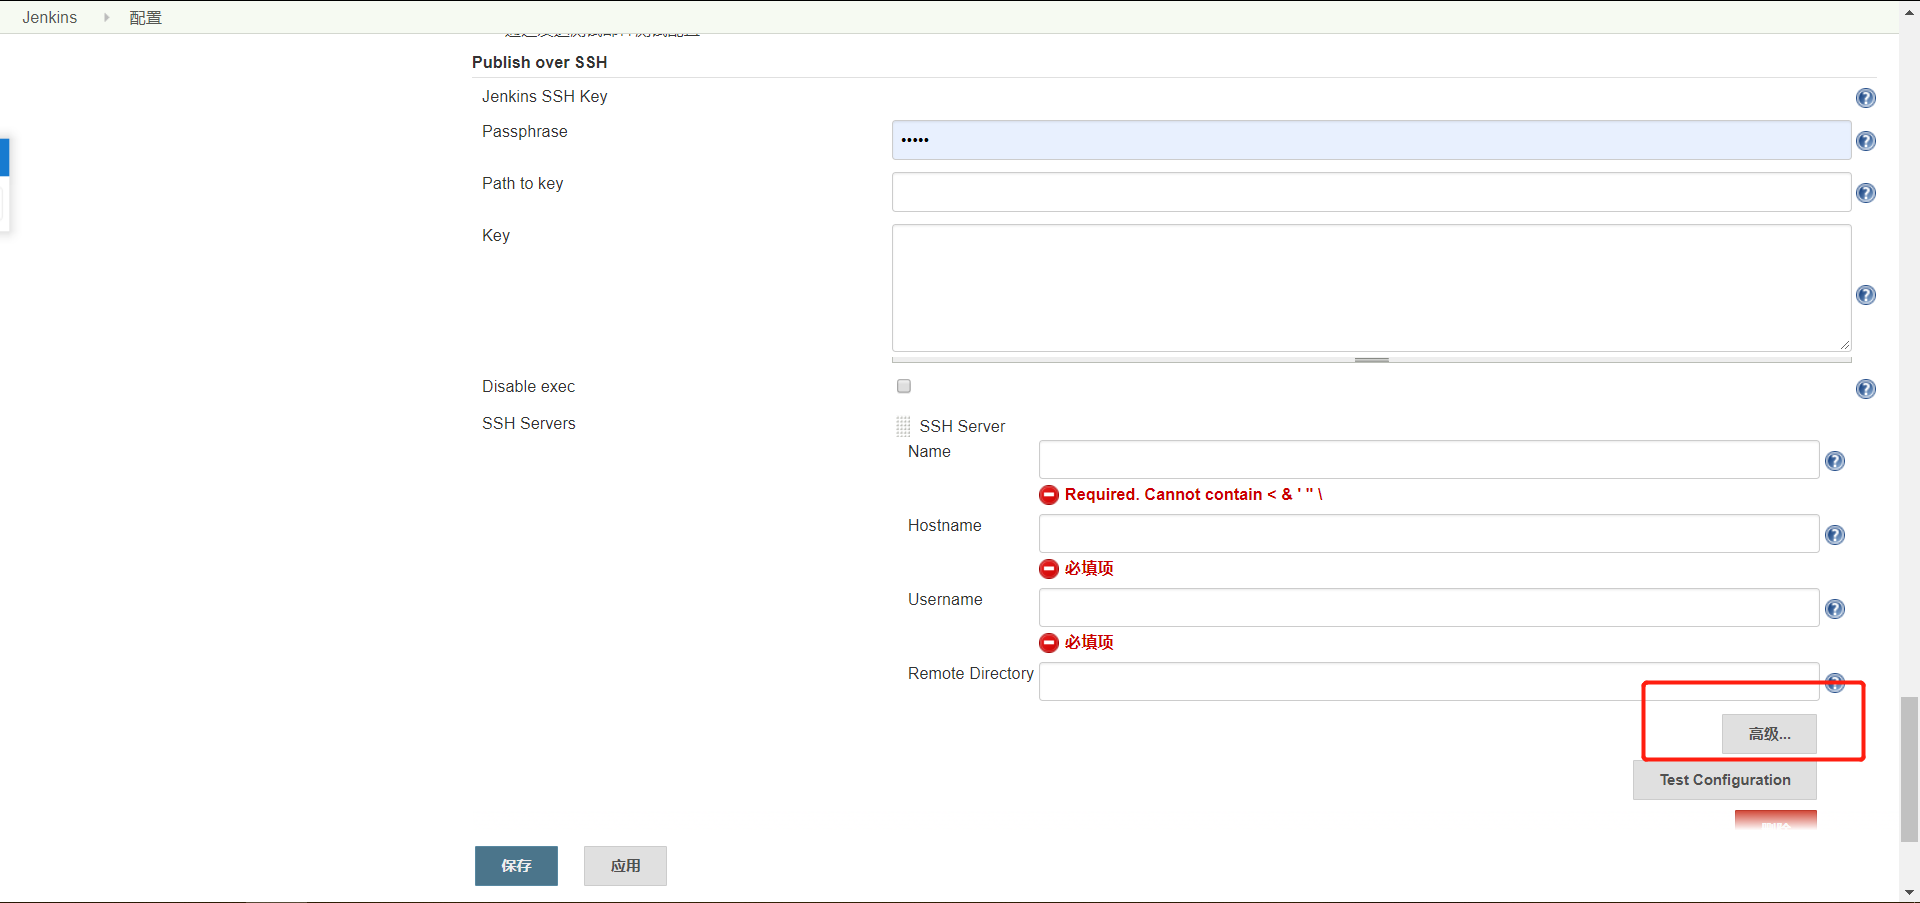 Jenkins
配置
Publish over SSH
Jenkins SSH Key
Passphrase
•••••
Path to key
Key
Disable exec
SSH Servers
SSH Server
Name
Required. Cannot contain < & ' " \
Hostname
必填项
Username
必填项
Remote Directory
高级...
Test Configuration
保存
应用